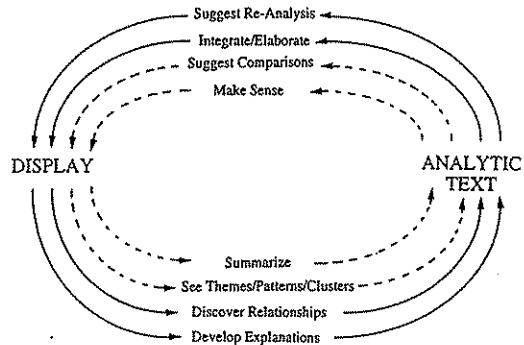 Suggest Re-Analysis
Integrate/Elaborate
Suggest Comparisons
Make Sense
DISPLAY
ANALYTIC
TEXT
Summarize
See Themes/Patterns/Clusters
Discover Relationships
Develop Explanations